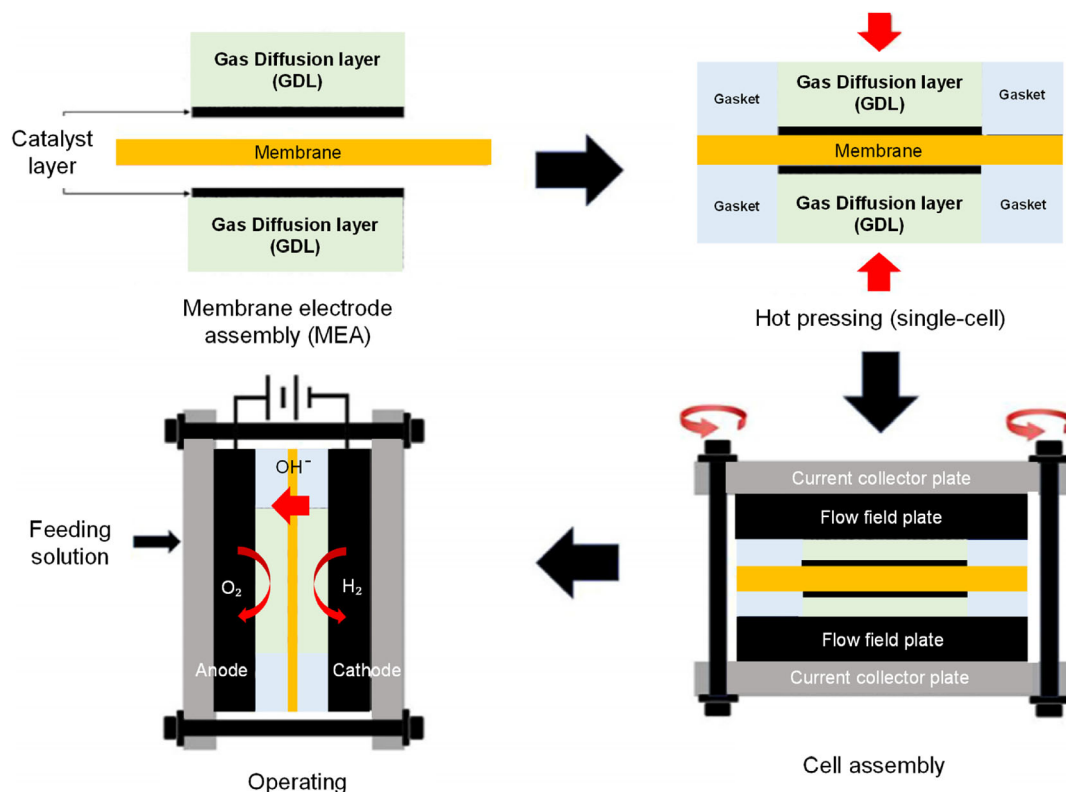 Gas Diffusion layer
(GDL)
Catalyst
layer
Membrane
Gas Diffusion layer
(GDL)
Membrane electrode
assembly (MEA)
Gasket
Gas Diffusion layer
(GDL)
Gasket
Membrane
Gasket
Gas Diffusion layer
(GDL)
Gasket
Hot pressing (single-cell)
OH⁻
Feeding
solution
O₂
H₂
Anode
Cathode
Operating
Current collector plate
Flow field plate
Flow field plate
Current collector plate
Cell assembly